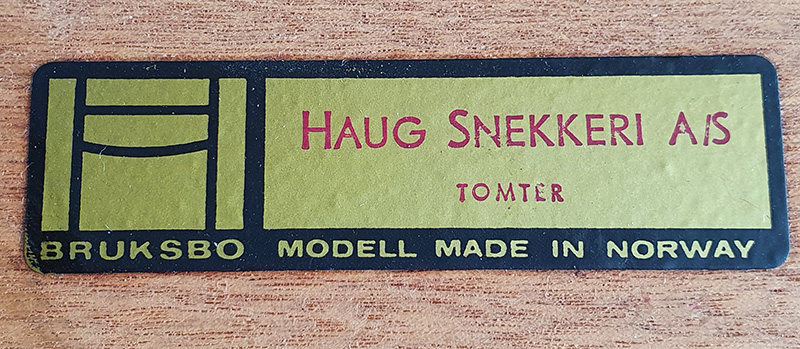 HAUG SNEKKERI A/S
TOMTER
BRUKSBO MODELL MADE IN NORWAY